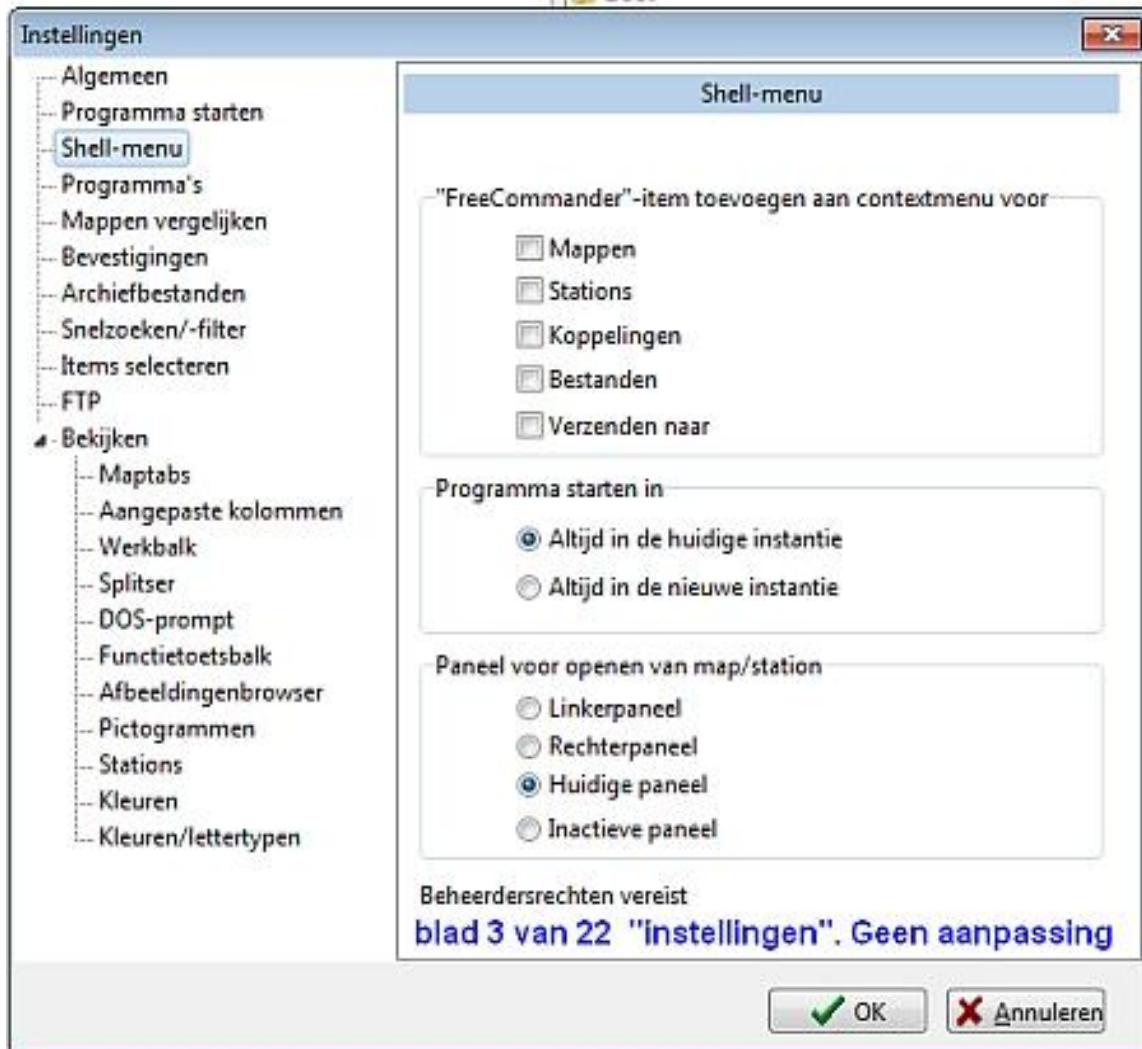 Instellingen
Algemeen
Programma starten
Shell-menu
Programma's
Mappen vergelijken
Bevestigingen
Archiefbestanden
Snelzoeken/-filter
Items selecteren
FTP
Bekijken
Maptabs
Aangepaste kolommen
Werkbalk
Splitser
DOS-prompt
Functietoetsbalk
Afbeeldingenbrowser
Pictogrammen
Stations
Kleuren
Kleuren/lettertypen
Shell-menu
"FreeCommander"-item toevoegen aan contextmenu voor
Mappen
Stations
Koppelingen
Bestanden
Verzenden naar
Programma starten in
Altijd in de huidige instantie
Altijd in de nieuwe instantie
Paneel voor openen van map/station
Linkerpaneel
Rechterpaneel
Huidige paneel
Inactieve paneel
Beheerdersrechten vereist
blad 3 van 22 "instellingen". Geen aanpassing
OK
Annuleren